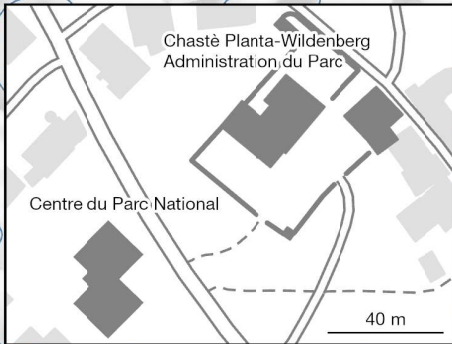 Chastè Planta-Wildenberg
Administration du Parc
Centre du Parc National
40 m